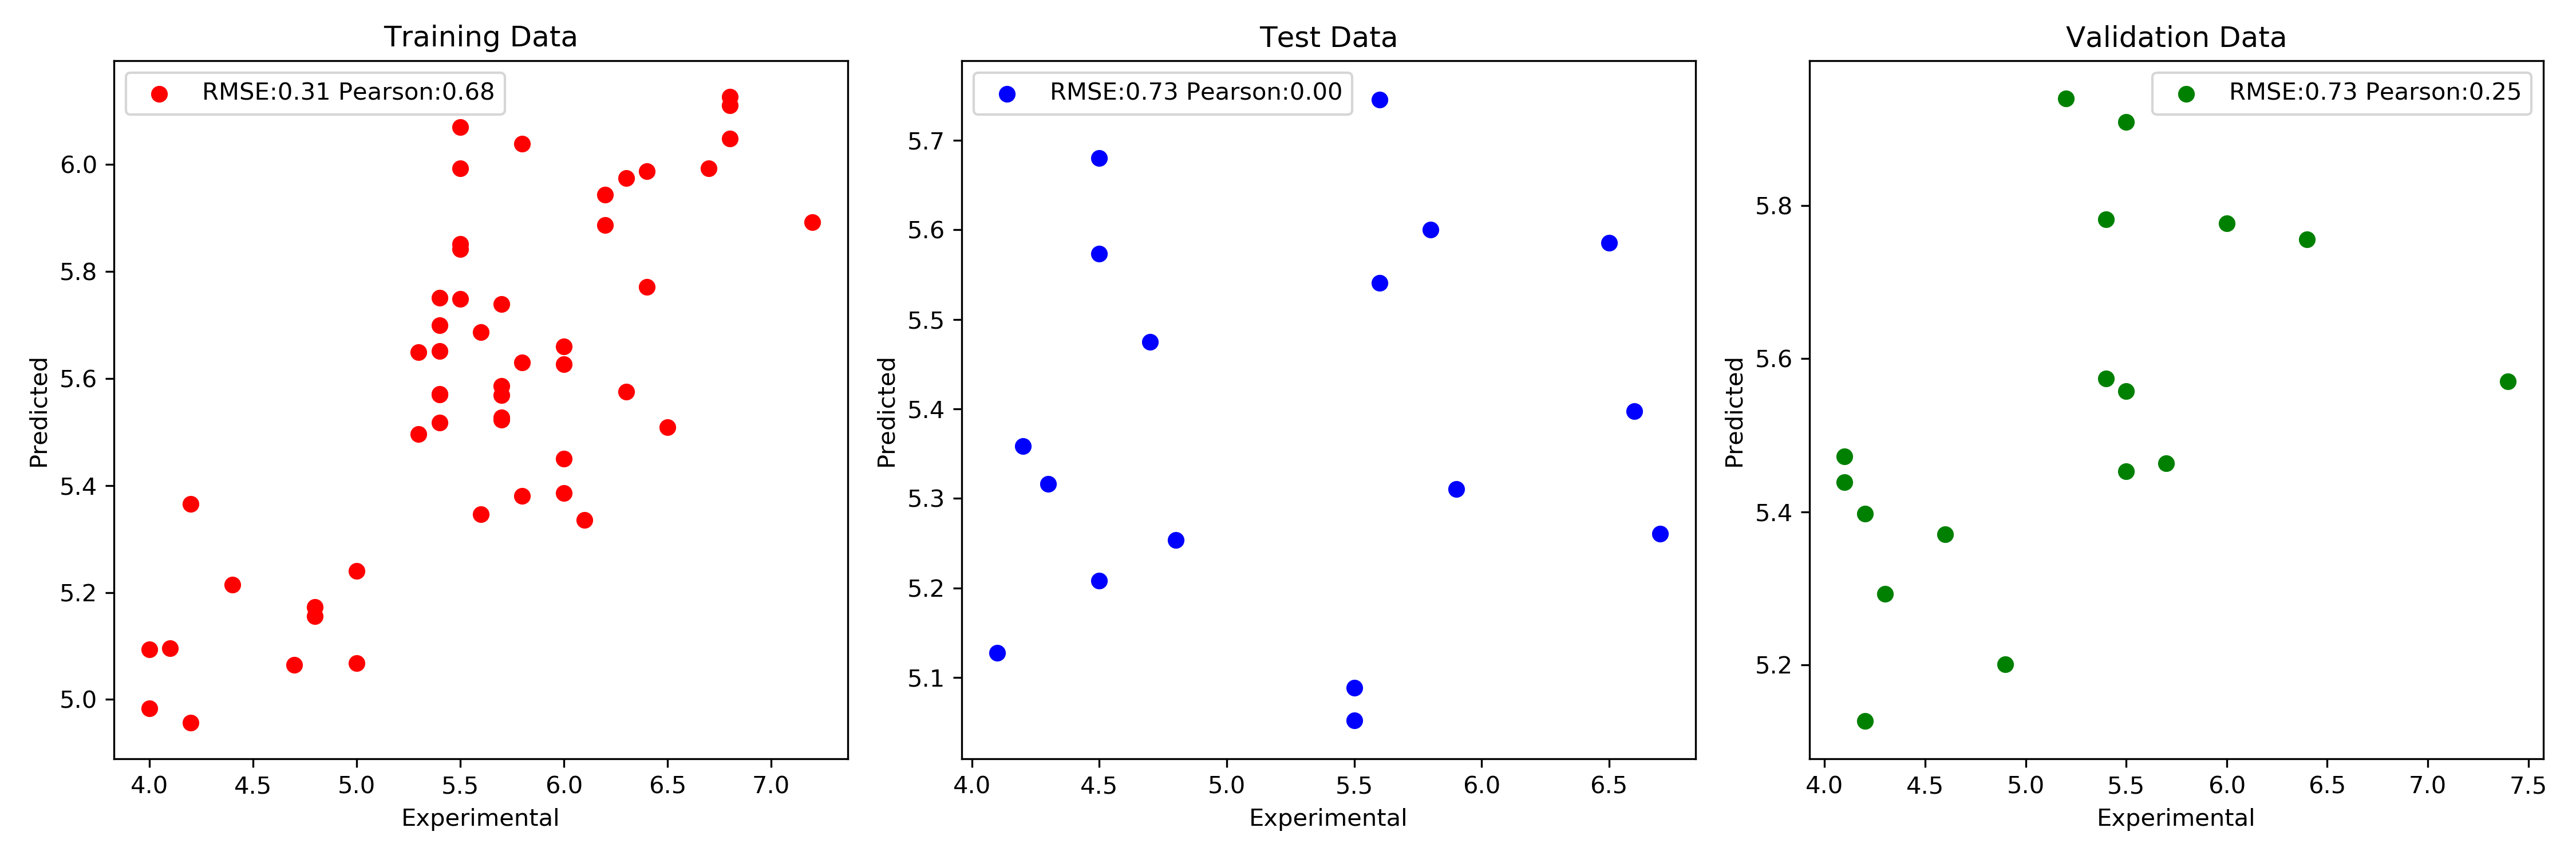 Training Data
RMSE:0.31 Pearson:0.68
6.0
5.8
5.6
5.4
5.2
5.0
Predicted
4.0 4.5 5.0 5.5 6.0 6.5 7.0
Experimental
Test Data
RMSE:0.73 Pearson:0.00
5.7
5.6
5.5
5.4
5.3
5.2
5.1
Predicted
4.0 4.5 5.0 5.5 6.0 6.5
Experimental
Validation Data
RMSE:0.73 Pearson:0.25
5.8
5.6
5.4
5.2
Predicted
4.0 4.5 5.0 5.5 6.0 6.5 7.0 7.5
Experimental